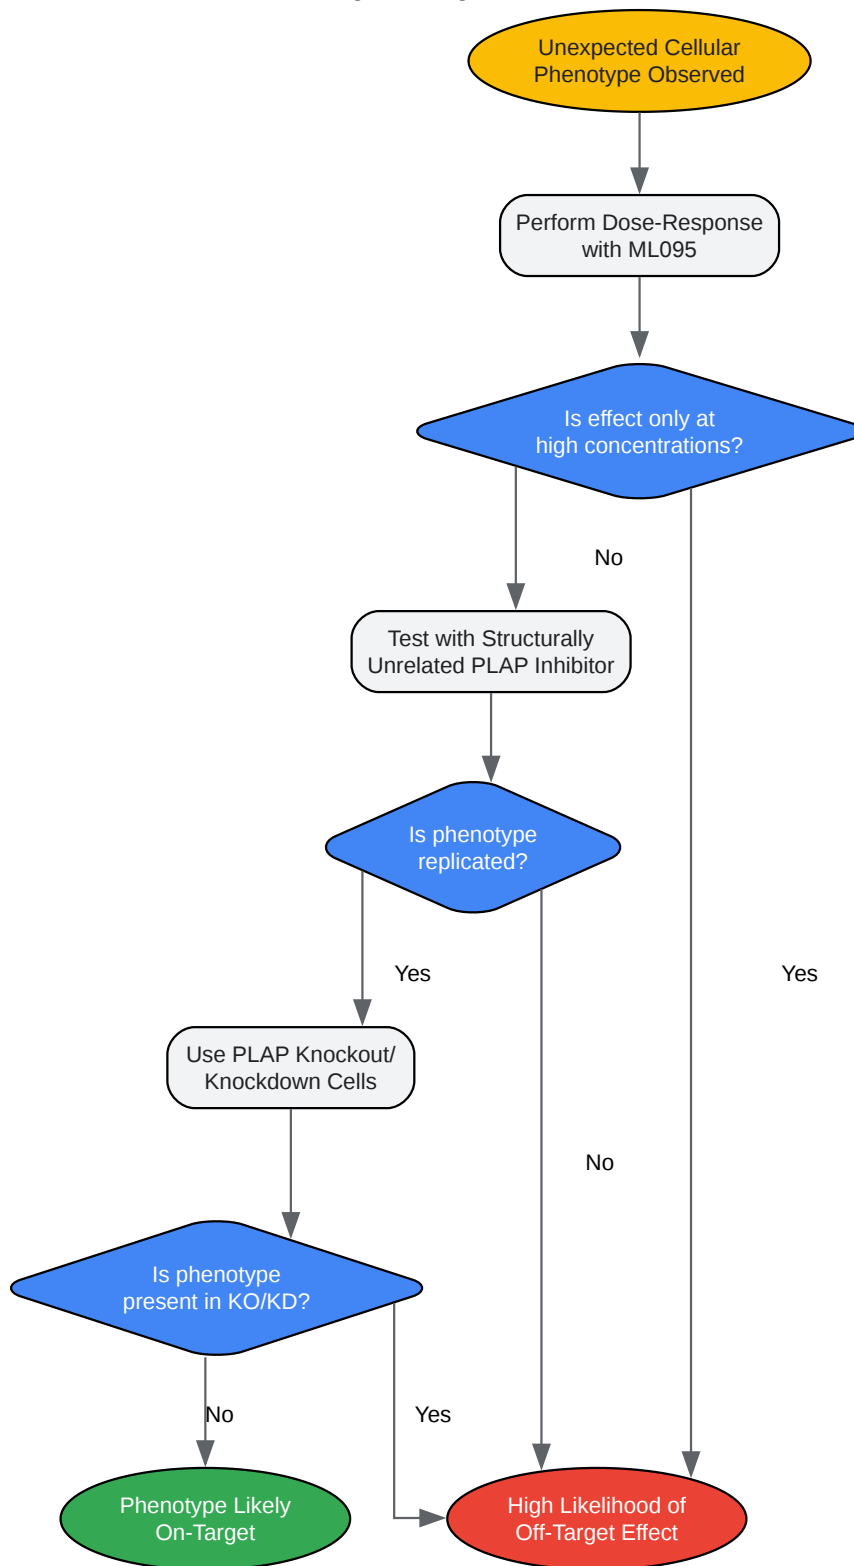 Unexpected Cellular
Phenotype Observed
Perform Dose-Response
with ML095
Is effect only at
high concentrations?
No
Test with Structurally
Unrelated PLAP Inhibitor
Is phenotype
replicated?
Yes
Yes
Use PLAP Knockout/
Knockdown Cells
No
Is phenotype
present in KO/KD?
No
Yes
Phenotype Likely
On-Target
High Likelihood of
Off-Target Effect